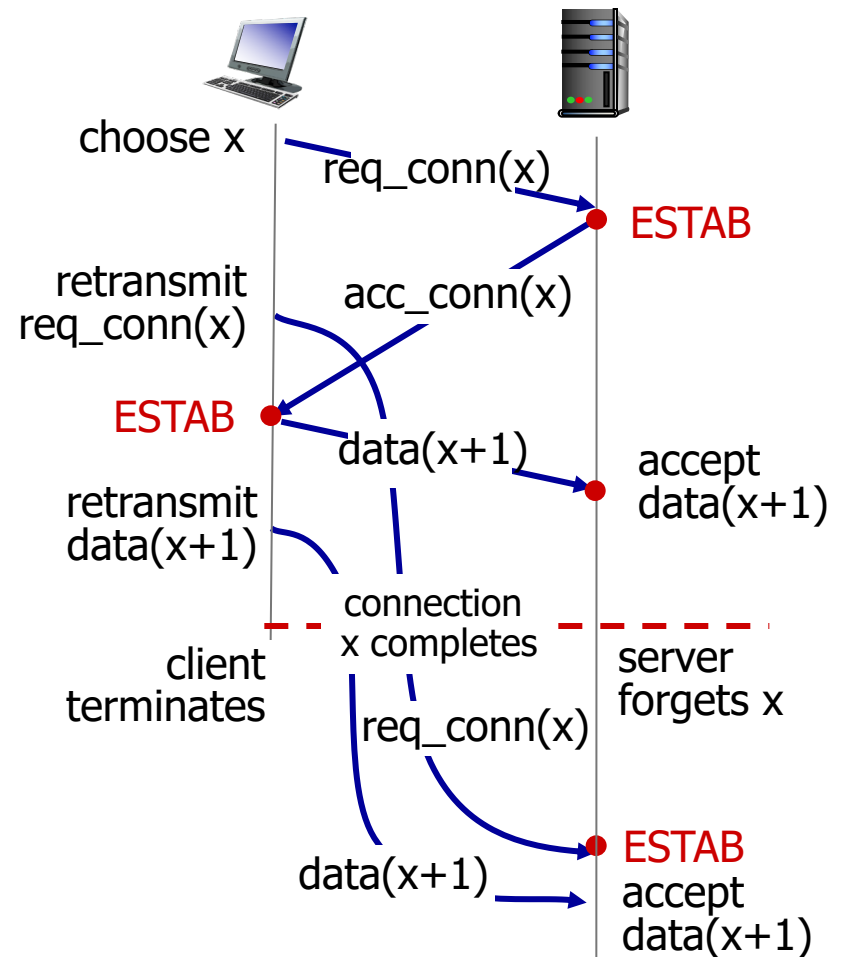 choose x
req_conn(x)
ESTAB
retransmit
req_conn(x)
acc_conn(x)
ESTAB
data(x+1)
accept
data(x+1)
retransmit
data(x+1)
connection
x completes
client
terminates
server
forgets x
req_conn(x)
ESTAB
data(x+1)
accept
data(x+1)